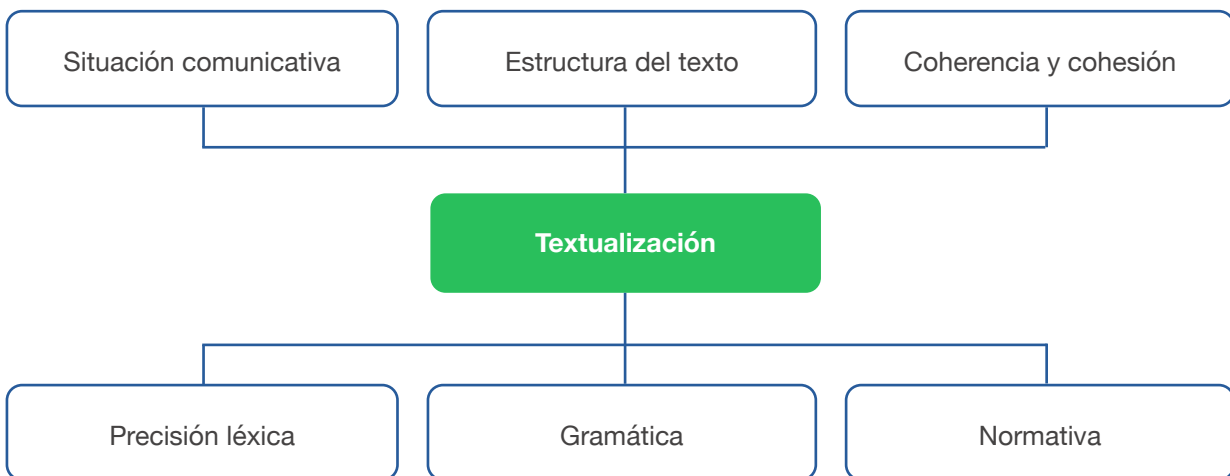 Situación comunicativa
Estructura del texto
Coherencia y cohesión
Textualización
Precisión léxica
Gramática
Normativa